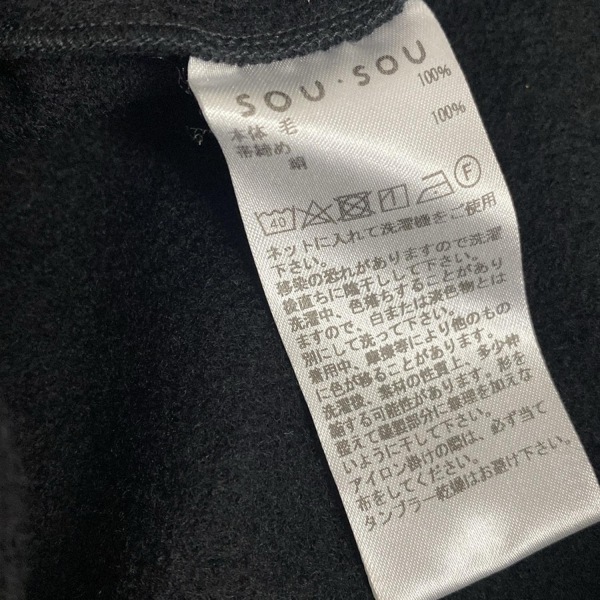 SOU・SOU
本体 毛 100%
帯締め 絹 100%
40 F
ネットに入れて洗濯機をご使用
下さい。
移染の恐れがありますので洗濯
後直ちに陰干しして下さい。
洗濯中、色落ちすることがあり
ますので、白または淡色物とは
別にして洗って下さい。
着用中、摩擦等により他のもの
に色が移ることがあります。
洗濯後、素材の性質上、多少伸
縮する可能性があります。形を
整えて縫製部分に無理を加えな
いように干して下さい。
アイロン掛けの際は、必ず当て
布をしてください。
タンブラー乾燥はお避け下さい。